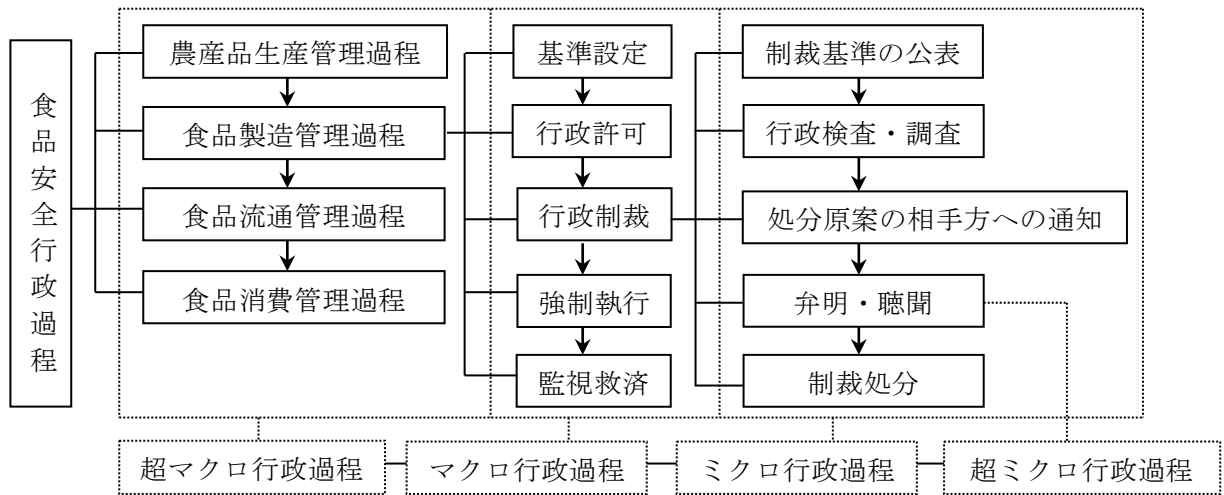 食品安全行政過程
農産品生産管理過程
食品製造管理過程
食品流通管理過程
食品消費管理過程
基準設定
行政許可
行政制裁
強制執行
監視救済
制裁基準の公表
行政検査・調査
処分原案の相手方への通知
弁明・聴聞
制裁処分
超マクロ行政過程
マクロ行政過程
ミクロ行政過程
超ミクロ行政過程